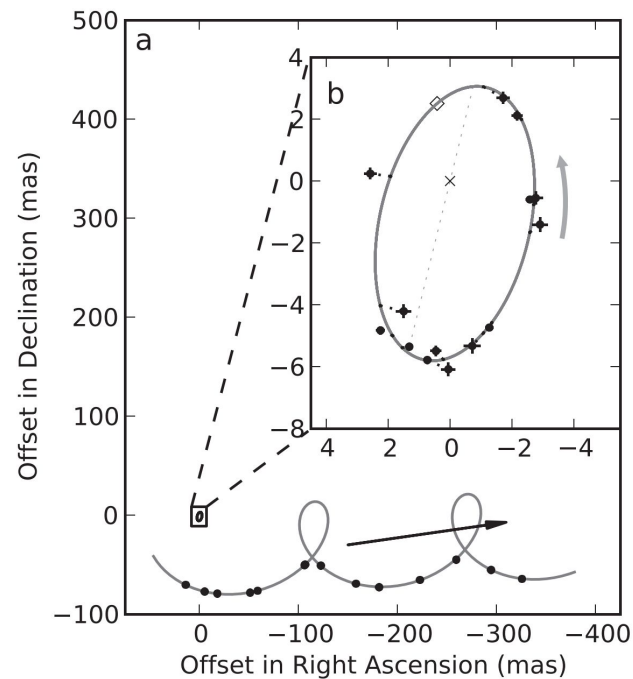 500
400
300
200
100
0
−100
a
b
4
2
0
−2
−4
−6
−8
4 2 0 −2 −4
0 −100 −200 −300 −400
Offset in Declination (mas)
Offset in Right Ascension (mas)